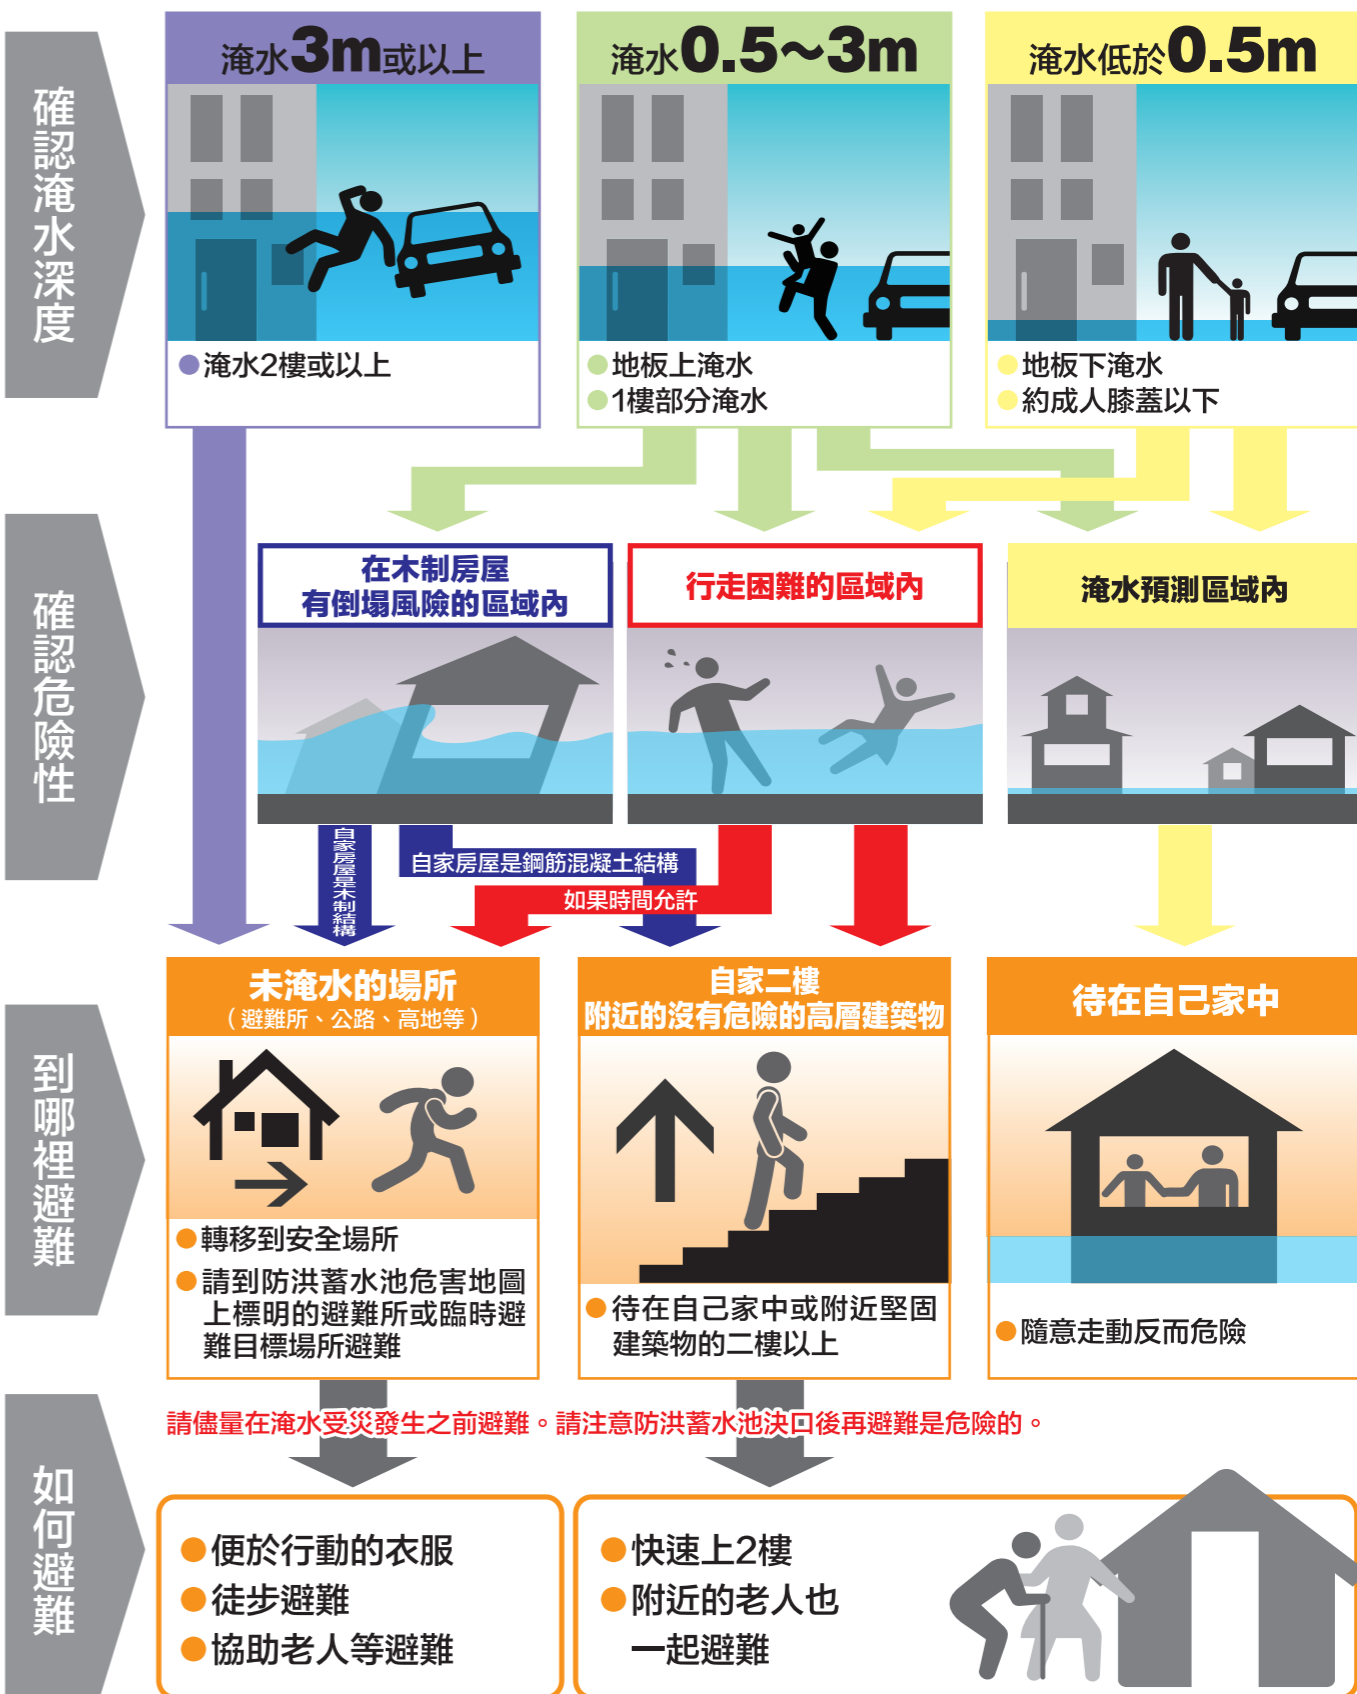 確認淹水深度
淹水3m或以上
淹水0.5～3m
淹水低於0.5m
●淹水2樓或以上
●地板上淹水
●1樓部分淹水
●地板下淹水
●約成人膝蓋以下
確認危險性
在木制房屋
有倒塌風險的區域內
行走困難的區域內
淹水預測區域內
自家房屋是木制結構
自家房屋是鋼筋混凝土結構
如果時間允許
到哪裡避難
未淹水的場所
（避難所、公路、高地等）
自家二樓
附近的沒有危險的高層建築物
待在自己家中
●轉移到安全場所
●請到防洪蓄水池危害地圖
上標明的避難所或臨時避
難目標場所避難
●待在自己家中或附近堅固
建築物的二樓以上
●隨意走動反而危險
請儘量在淹水受災發生之前避難。請注意防洪蓄水池決口後再避難是危險的。
如何避難
●便於行動的衣服
●徒步避難
●協助老人等避難
●快速上2樓
●附近的老人也
一起避難